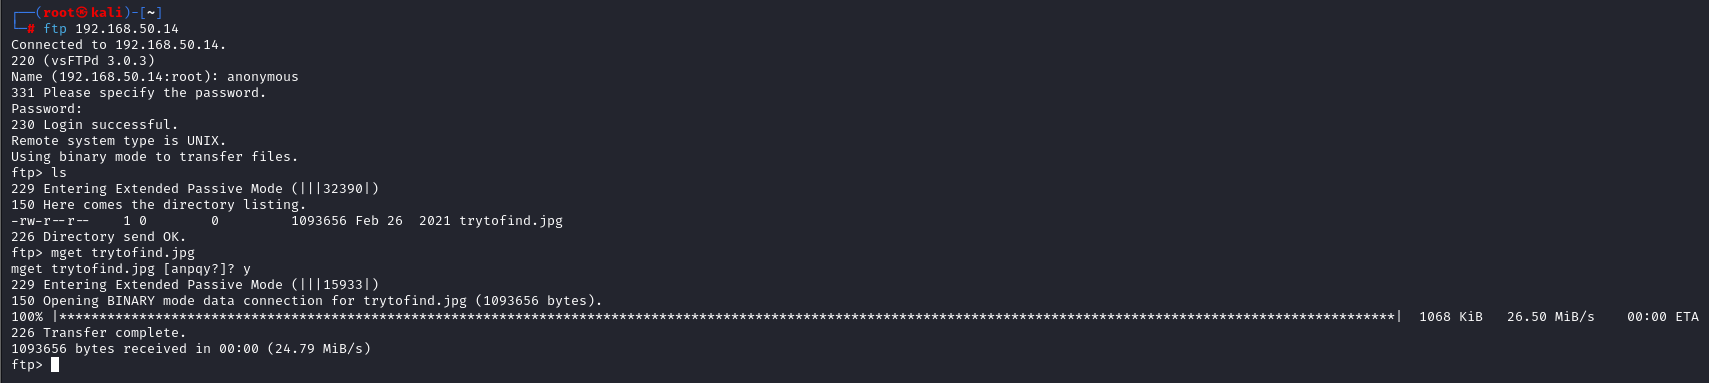 ┌──(root㉿kali)-[~]
└─# ftp 192.168.50.14
Connected to 192.168.50.14.
220 (vsFTPd 3.0.3)
Name (192.168.50.14:root): anonymous
331 Please specify the password.
Password:
230 Login successful.
Remote system type is UNIX.
Using binary mode to transfer files.
ftp> ls
229 Entering Extended Passive Mode (|||32390|)
150 Here comes the directory listing.
-rw-r--r--    1 0        0         1093656 Feb 26  2021 trytofind.jpg
226 Directory send OK.
ftp> mget trytofind.jpg
mget trytofind.jpg [anpqy?]? y
229 Entering Extended Passive Mode (|||15933|)
150 Opening BINARY mode data connection for trytofind.jpg (1093656 bytes).
100% |***********************************************************************************************************************************************************************| 1068 KiB   26.50 MiB/s    00:00 ETA
226 Transfer complete.
1093656 bytes received in 00:00 (24.79 MiB/s)
ftp>